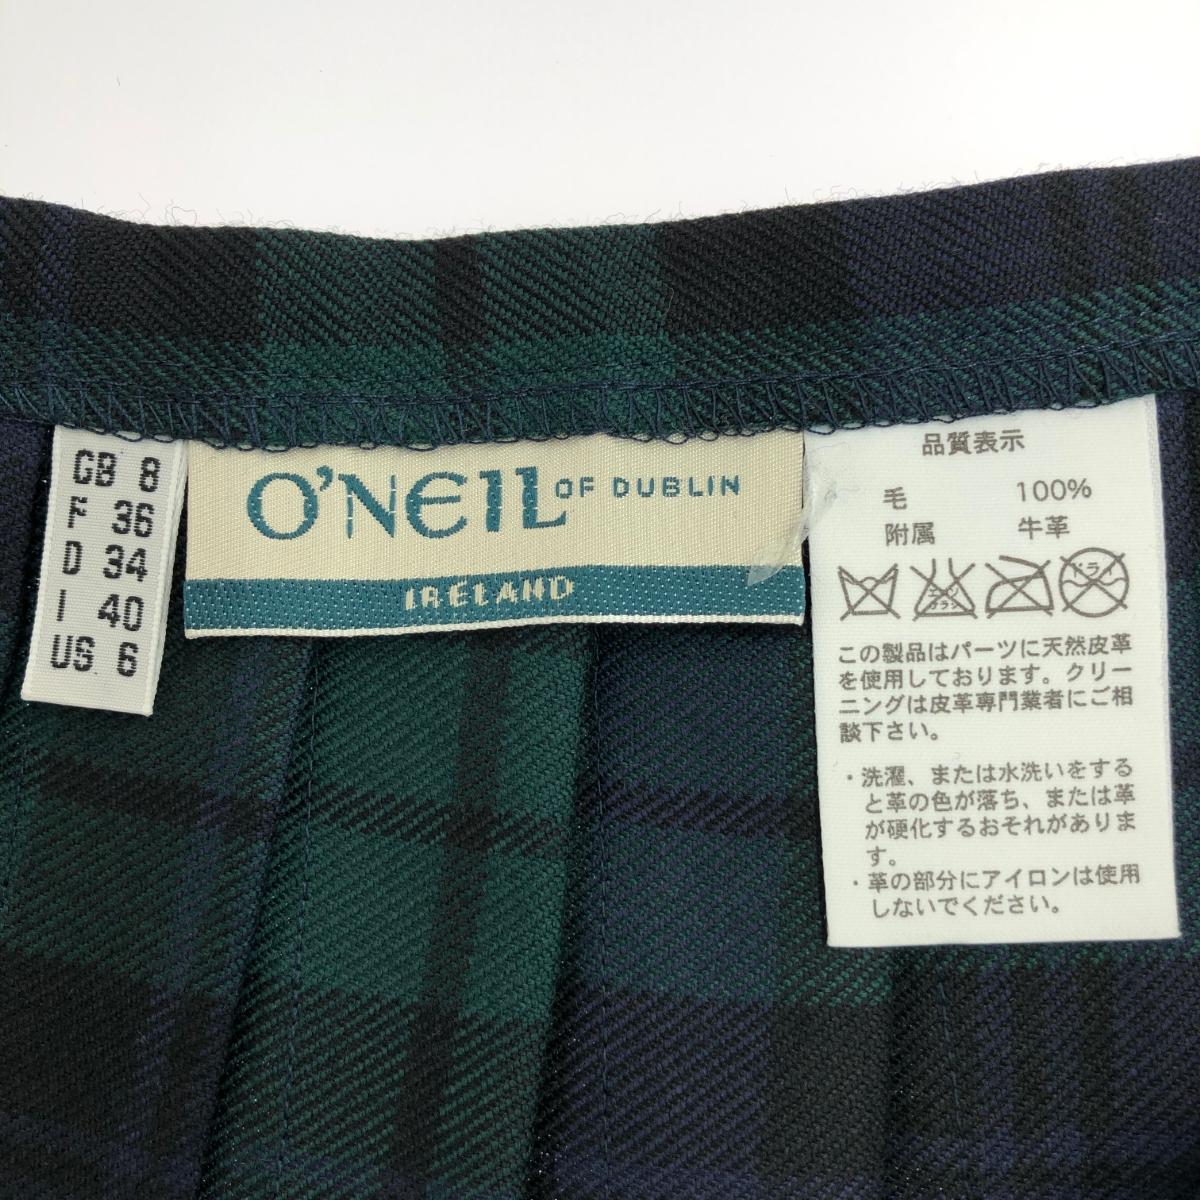 GB 8
F 36
D 34
I 40
US 6
O'NEIL OF DUBLIN
IRELAND
品質表示
毛 100%
附属 牛革
エンソ
ドライ
この製品はパーツに天然皮革
を使用しております。クリー
ニングは皮革専門業者にご相
談下さい。
・洗濯、または水洗いをする
と革の色が落ち、または革
が硬化するおそれがありま
す。
・革の部分にアイロンは使用
しないでください。